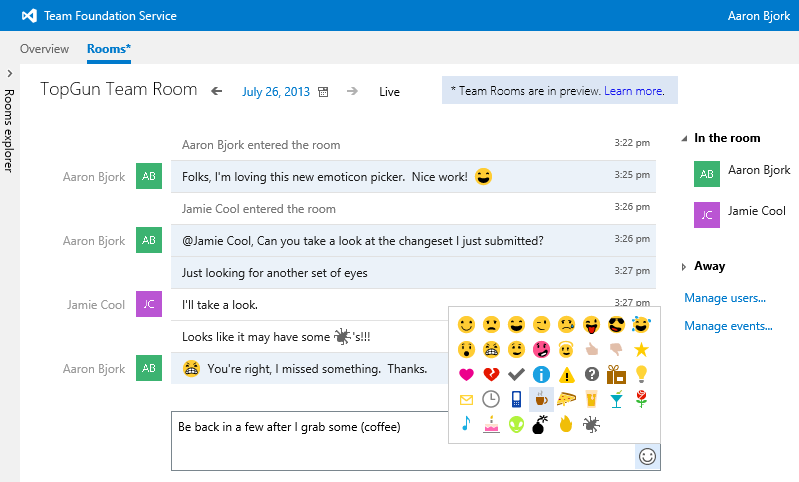 Team Foundation Service
Aaron Bjork
Overview
Rooms*
Rooms explorer
TopGun Team Room
July 26, 2013
Live
* Team Rooms are in preview. Learn more.
Aaron Bjork entered the room 3:22 pm
Aaron Bjork AB Folks, I'm loving this new emoticon picker. Nice work! 3:25 pm
Jamie Cool entered the room 3:26 pm
Aaron Bjork AB @Jamie Cool, Can you take a look at the changeset I just submitted? 3:26 pm
Just looking for another set of eyes 3:27 pm
Jamie Cool JC I'll take a look. 3:27 pm
Looks like it may have some 's!!!
Aaron Bjork AB You're right, I missed something. Thanks.
Be back in a few after I grab some (coffee)
In the room
AB Aaron Bjork
JC Jamie Cool
Away
Manage users...
Manage events...